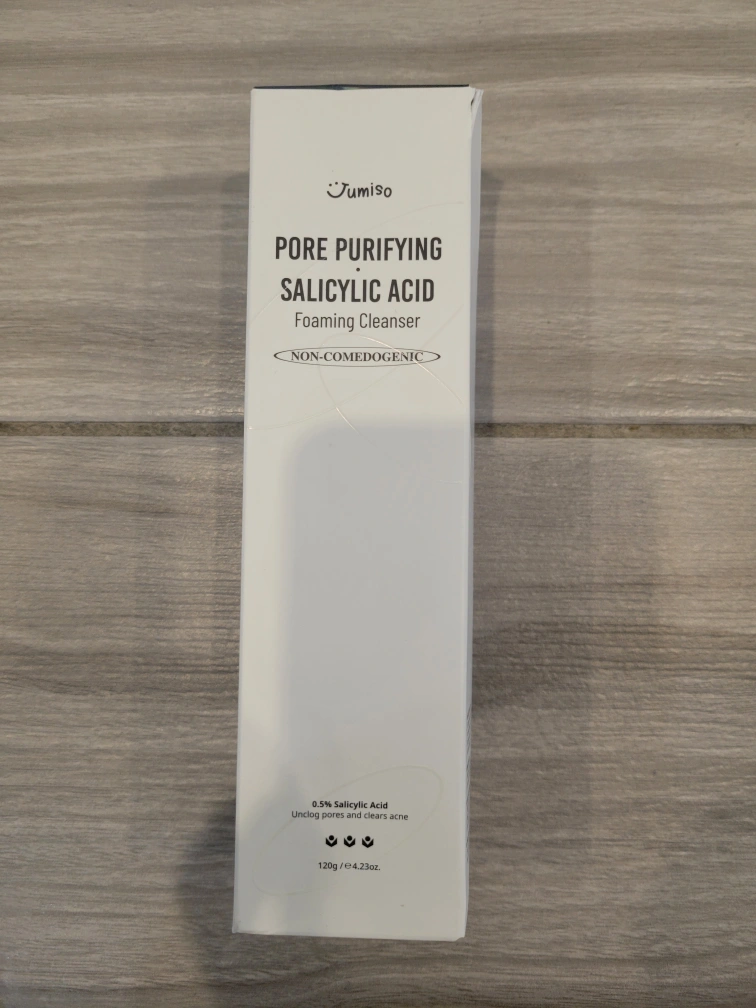 Jumiso
PORE PURIFYING
·
SALICYLIC ACID
Foaming Cleanser
NON-COMEDOGENIC
0.5% Salicylic Acid
Unclog pores and clears acne
120g / ℮4.23oz.